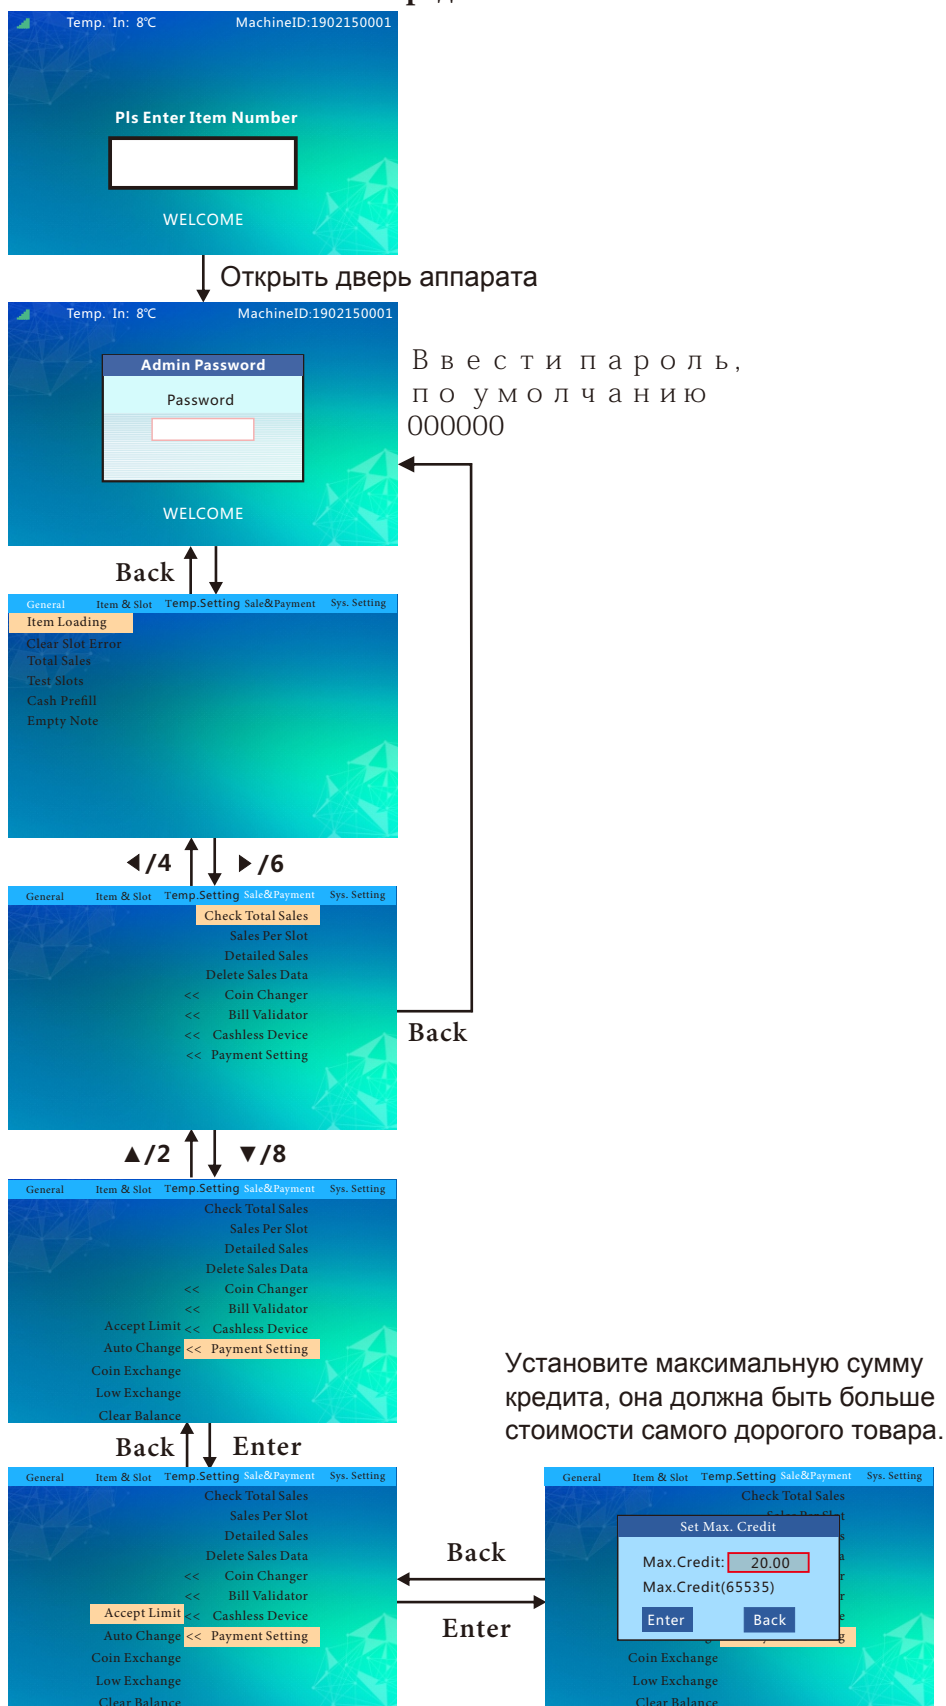 Temp. In: 8℃ MachineID:1902150001
Pls Enter Item Number
WELCOME
Открыть дверь аппарата
Temp. In: 8℃ MachineID:1902150001
Admin Password
Password
WELCOME
Ввести пароль,
по умолчанию
000000
Back
General Item & Slot Temp.Setting Sale&Payment Sys. Setting
Item Loading
Clear Slot Error
Total Sales
Test Slots
Cash Prefill
Empty Note
◀/4 ▶/6
General Item & Slot Temp.Setting Sale&Payment Sys. Setting
Check Total Sales
Sales Per Slot
Detailed Sales
Delete Sales Data
<< Coin Changer
<< Bill Validator
<< Cashless Device
<< Payment Setting
Back
▲/2 ▼/8
General Item & Slot Temp.Setting Sale&Payment Sys. Setting
Check Total Sales
Sales Per Slot
Detailed Sales
Delete Sales Data
<< Coin Changer
<< Bill Validator
Accept Limit << Cashless Device
Auto Change << Payment Setting
Coin Exchange
Low Exchange
Clear Balance
Установите максимальную сумму
кредита, она должна быть больше
стоимости самого дорогого товара.
Back Enter
General Item & Slot Temp.Setting Sale&Payment Sys. Setting
Check Total Sales
Sales Per Slot
Detailed Sales
Delete Sales Data
<< Coin Changer
<< Bill Validator
Accept Limit << Cashless Device
Auto Change << Payment Setting
Coin Exchange
Low Exchange
Clear Balance
Back
Enter
General Item & Slot Temp.Setting Sale&Payment Sys. Setting
Check Total Sales
Set Max. Credit
Max.Credit: 20.00
Max.Credit(65535)
Enter Back
Coin Exchange
Low Exchange
Clear Balance